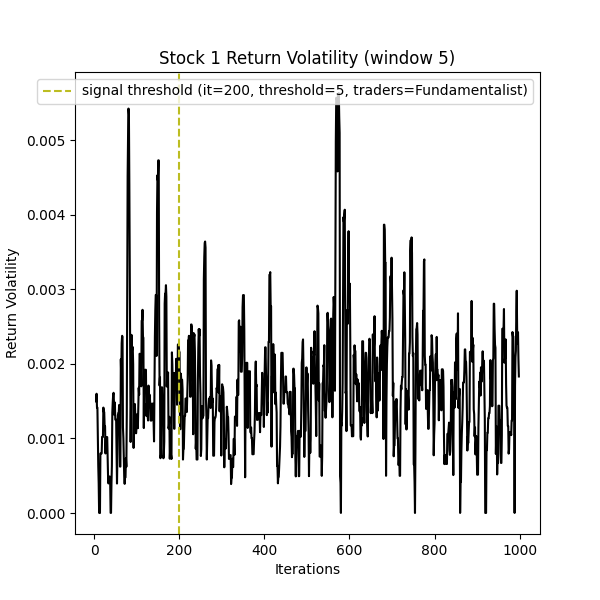 Stock 1 Return Volatility (window 5)
signal threshold (it=200, threshold=5, traders=Fundamentalist)
Return Volatility
0.005
0.004
0.003
0.002
0.001
0.000
0 200 400 600 800 1000
Iterations